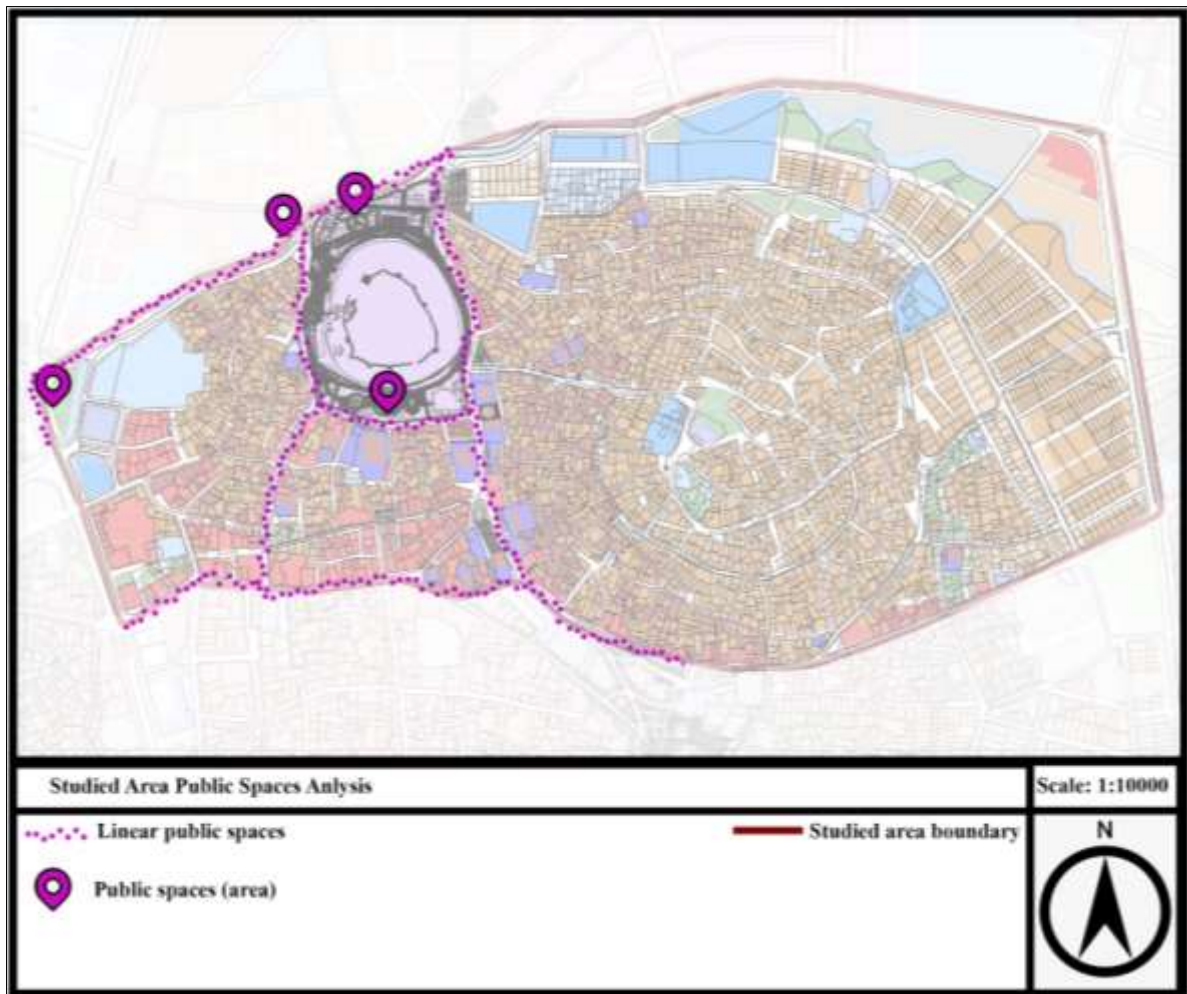 Studied Area Public Spaces Anlysis
Scale: 1:10000
Linear public spaces
Studied area boundary
N
Public spaces (area)